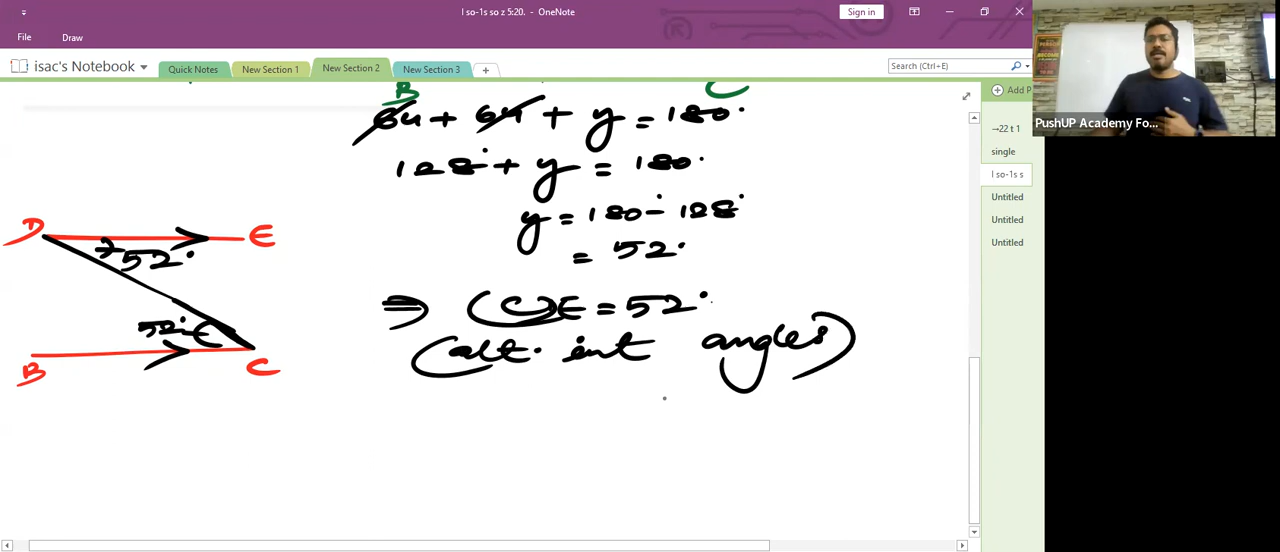 I so-1s so z 5:20. - OneNote
Sign in
File
Draw
isac's Notebook
Quick Notes
New Section 1
New Section 2
New Section 3
+
Search (Ctrl+E)
Add P
→22 t 1
single
I so-1s s
Untitled
Untitled
Untitled
PushUP Academy Fo...
B C
64 + 64 + y = 180°
128° + y = 180°
y = 180° - 128°
= 52°
D E
52°
52°
B C
(alt. int angles)